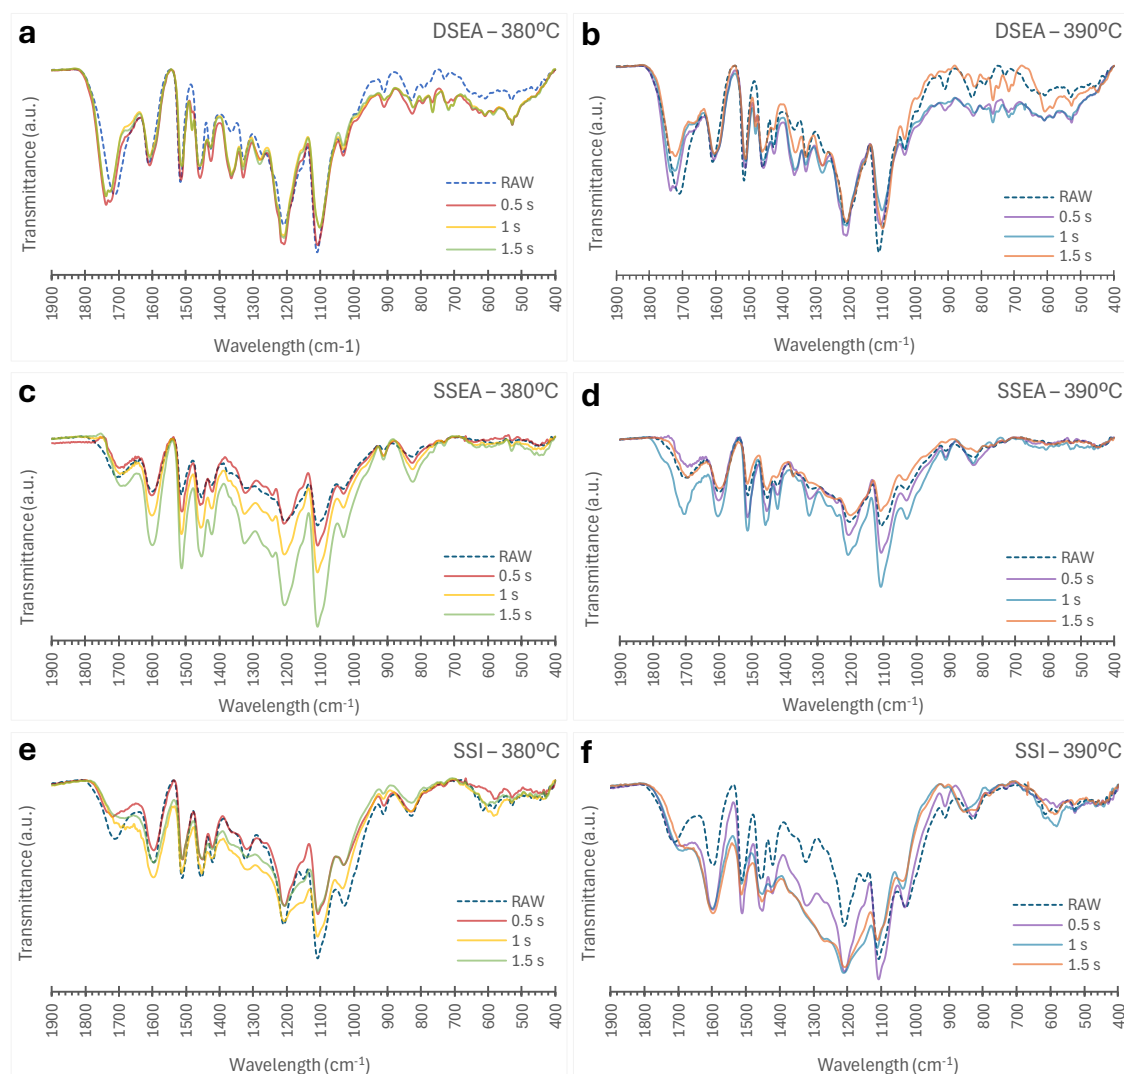 a
DSEA – 380ºC
Transmittance (a.u.)
RAW
0.5 s
1 s
1.5 s
1900 1800 1700 1600 1500 1400 1300 1200 1100 1000 900 800 700 600 500 400
Wavelength (cm-1)
b
DSEA – 390ºC
Transmittance (a.u.)
RAW
0.5 s
1 s
1.5 s
1900 1800 1700 1600 1500 1400 1300 1200 1100 1000 900 800 700 600 500 400
Wavelength (cm⁻¹)
c
SSEA – 380ºC
Transmittance (a.u.)
RAW
0.5 s
1 s
1.5 s
1900 1800 1700 1600 1500 1400 1300 1200 1100 1000 900 800 700 600 500 400
Wavelength (cm⁻¹)
d
SSEA – 390ºC
Transmittance (a.u.)
RAW
0.5 s
1 s
1.5 s
1900 1800 1700 1600 1500 1400 1300 1200 1100 1000 900 800 700 600 500 400
Wavelength (cm⁻¹)
e
SSI – 380ºC
Transmittance (a.u.)
RAW
0.5 s
1 s
1.5 s
1900 1800 1700 1600 1500 1400 1300 1200 1100 1000 900 800 700 600 500 400
Wavelength (cm⁻¹)
f
SSI – 390ºC
Transmittance (a.u.)
RAW
0.5 s
1 s
1.5 s
1900 1800 1700 1600 1500 1400 1300 1200 1100 1000 900 800 700 600 500 400
Wavelength (cm⁻¹)